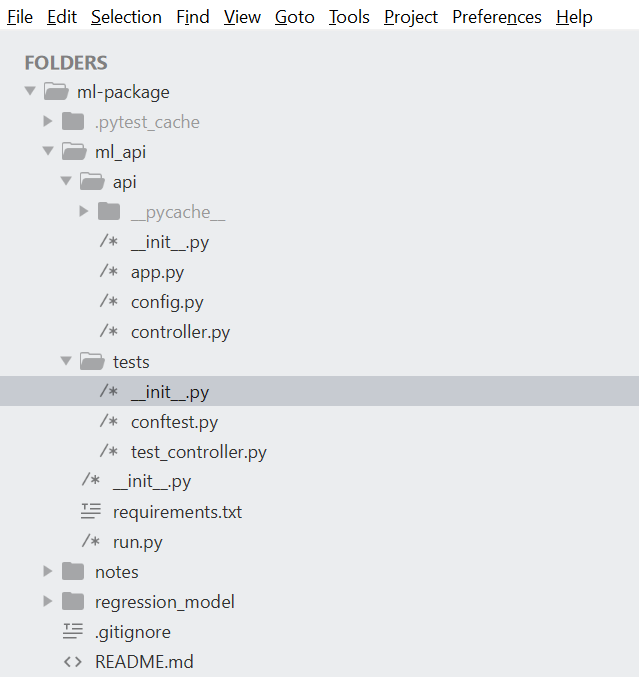 File Edit Selection Find View Goto Tools Project Preferences Help
FOLDERS
ml-package
.pytest_cache
ml_api
api
__pycache__
/* __init__.py
/* app.py
/* config.py
/* controller.py
tests
/* __init__.py
/* conftest.py
/* test_controller.py
/* __init__.py
requirements.txt
/* run.py
notes
regression_model
.gitignore
<> README.md